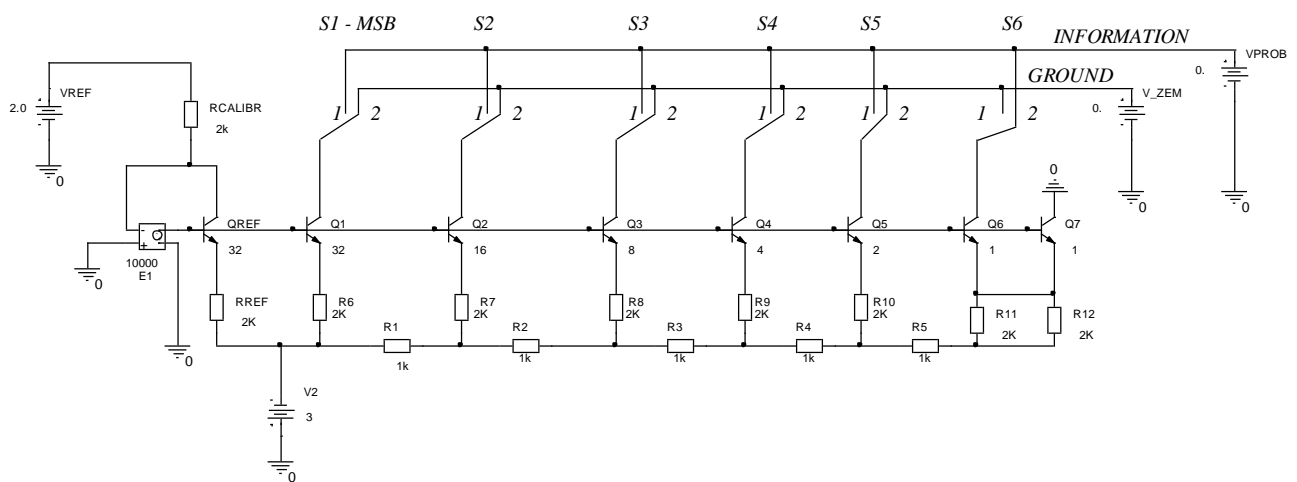 S1 - MSB S2 S3 S4 S5 S6
INFORMATION
VPROB
0.
GROUND
V_ZEM
0.
VREF
2.0
RCALIBR
2k
1 2 1 2 1 2 1 2 1 2 1 2
0 0 0 0
QREF Q1 Q2 Q3 Q4 Q5 Q6 Q7
32 32 16 8 4 2 1 1
-
+
10000
E1
0
RREF R6 R7 R8 R9 R10 R11 R12
2K 2K 2K 2K 2K 2K 2K 2K
R1 R2 R3 R4 R5
1k 1k 1k 1k 1k
0
V2
3
0